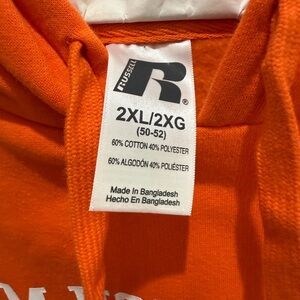 RUSSELL
R
2XL/2XG
(50-52)
60% COTTON 40% POLYESTER
60% ALGODÓN 40% POLIÉSTER
Made In Bangladesh
Hecho En Bangladesh